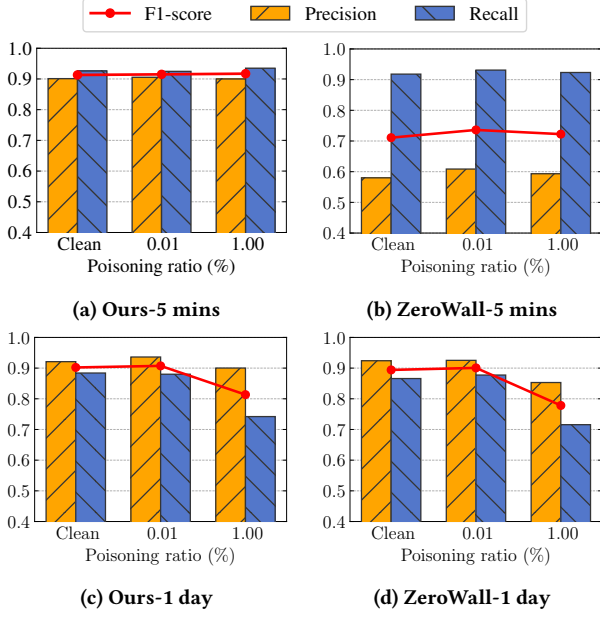 F1-score Precision Recall
1.0
0.9
0.8
0.7
0.6
0.5
0.4
Clean 0.01 1.00
Poisoning ratio (%)
(a) Ours-5 mins
1.0
0.9
0.8
0.7
0.6
0.5
0.4
Clean 0.01 1.00
Poisoning ratio (%)
(b) ZeroWall-5 mins
1.0
0.9
0.8
0.7
0.6
0.5
0.4
Clean 0.01 1.00
Poisoning ratio (%)
(c) Ours-1 day
1.0
0.9
0.8
0.7
0.6
0.5
0.4
Clean 0.01 1.00
Poisoning ratio (%)
(d) ZeroWall-1 day